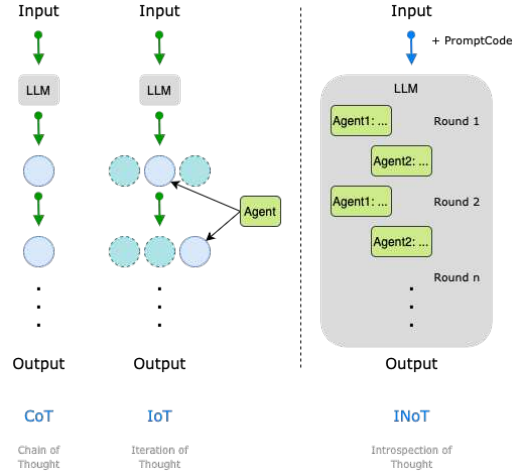 Input
Input
Input
+ PromptCode
LLM
LLM
LLM
Agent1: ...
Round 1
Agent2: ...
Agent1: ...
Round 2
Agent
Agent2: ...
Round n
Output
Output
Output
CoT
IoT
INoT
Chain of
Thought
Iteration of
Thought
Introspection of
Thought